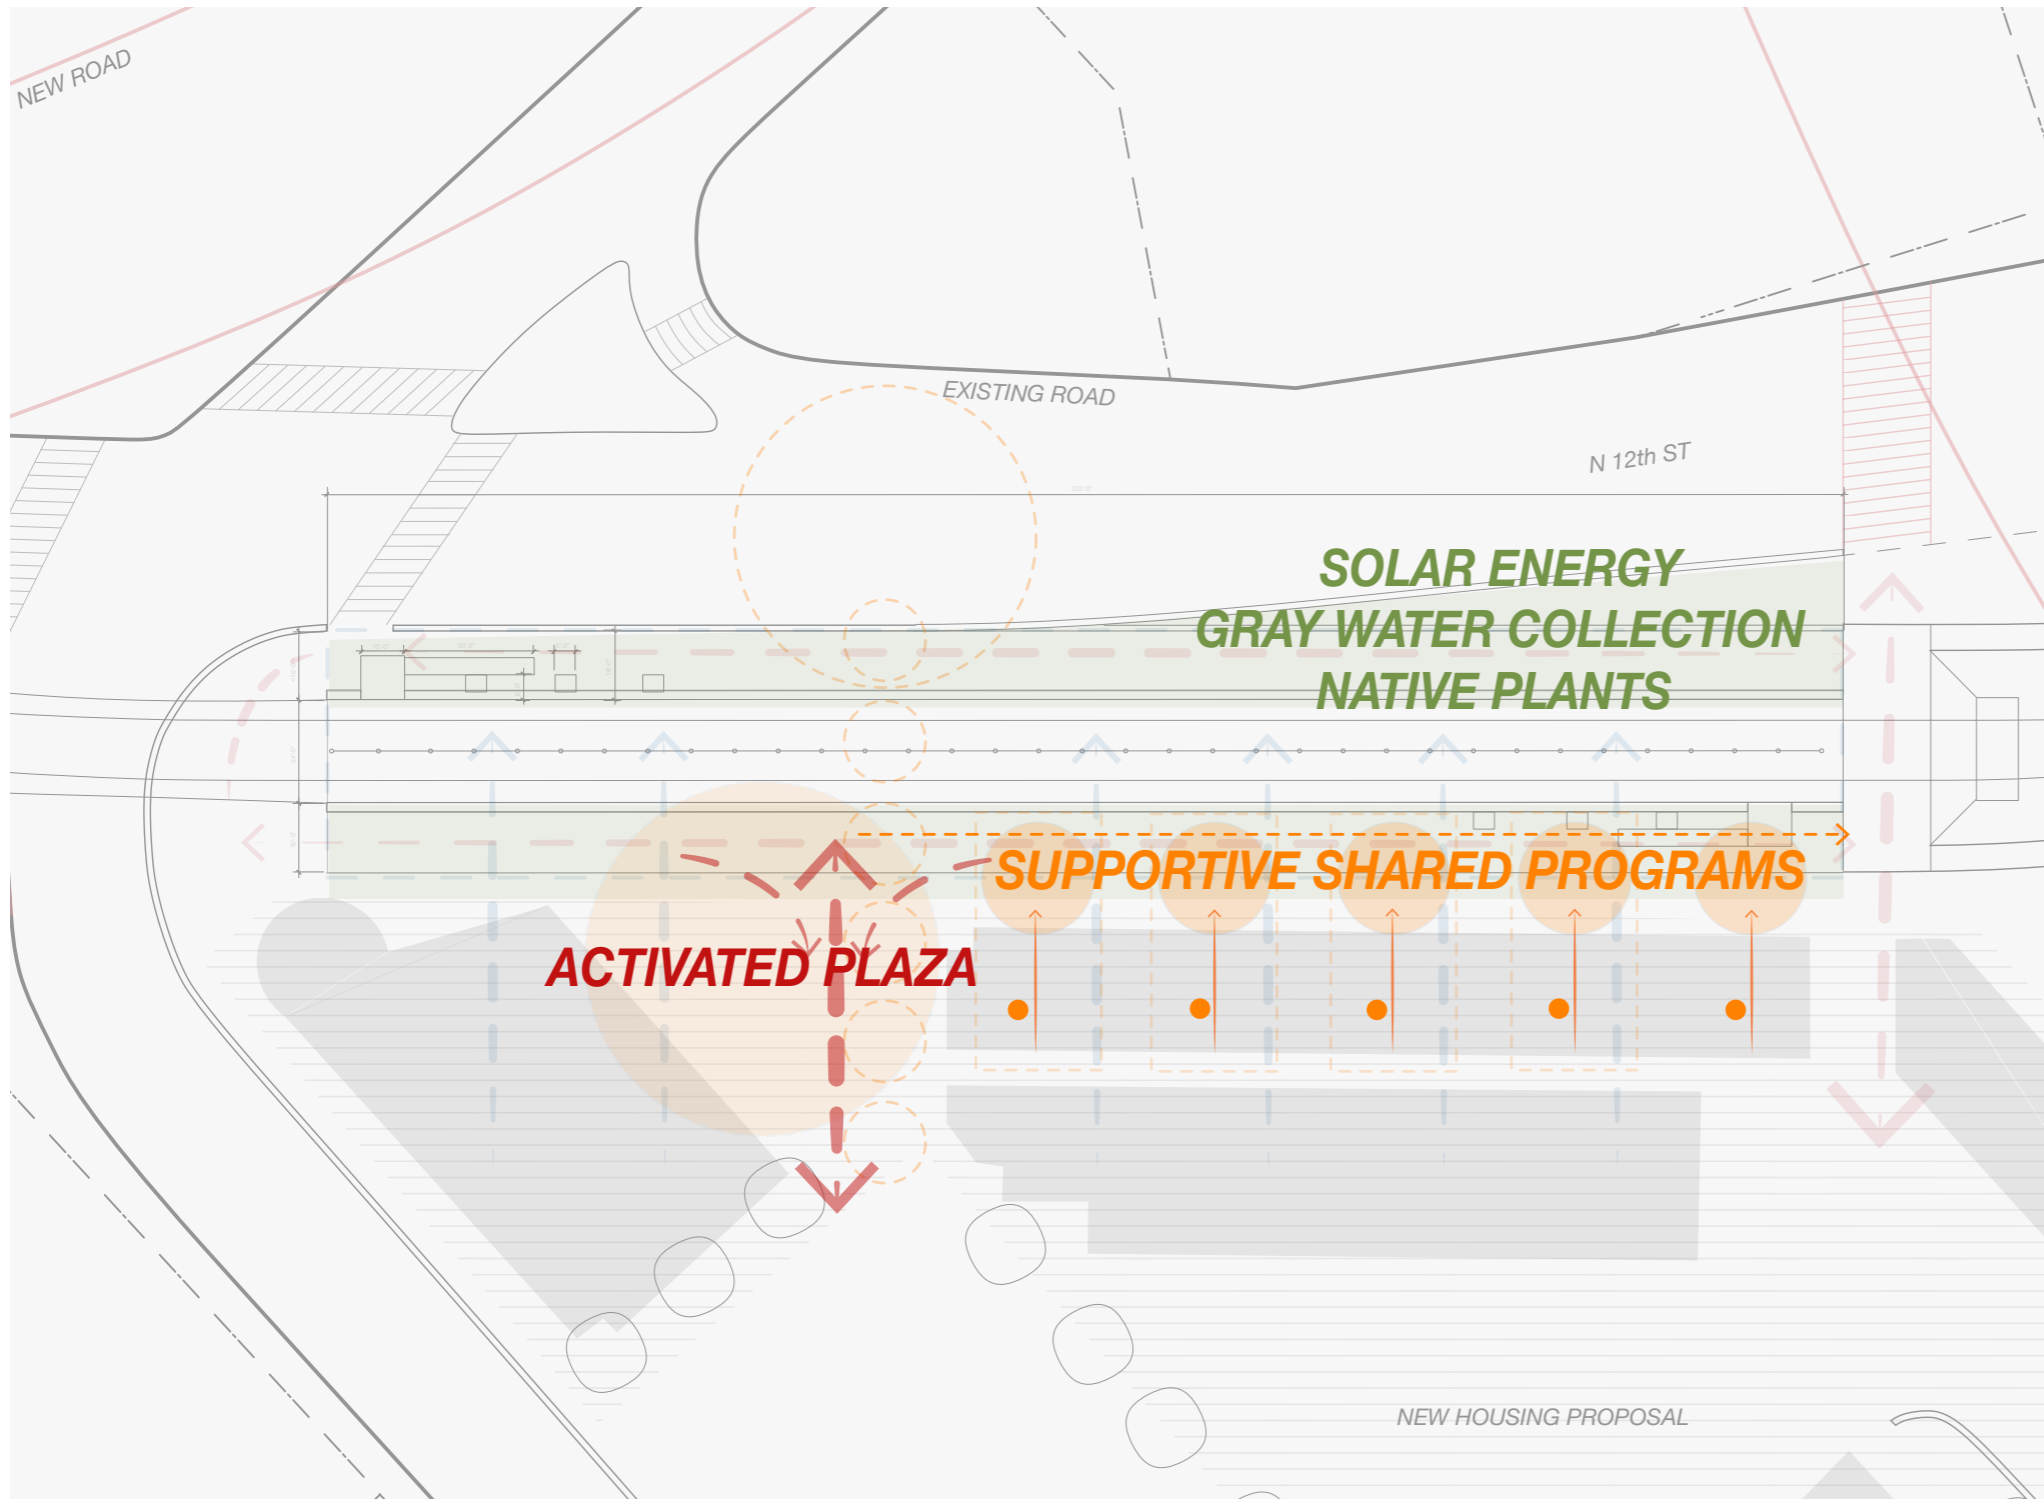 NEW ROAD
EXISTING ROAD
N 12th ST
SOLAR ENERGY
GRAY WATER COLLECTION
NATIVE PLANTS
SUPPORTIVE SHARED PROGRAMS
ACTIVATED PLAZA
NEW HOUSING PROPOSAL